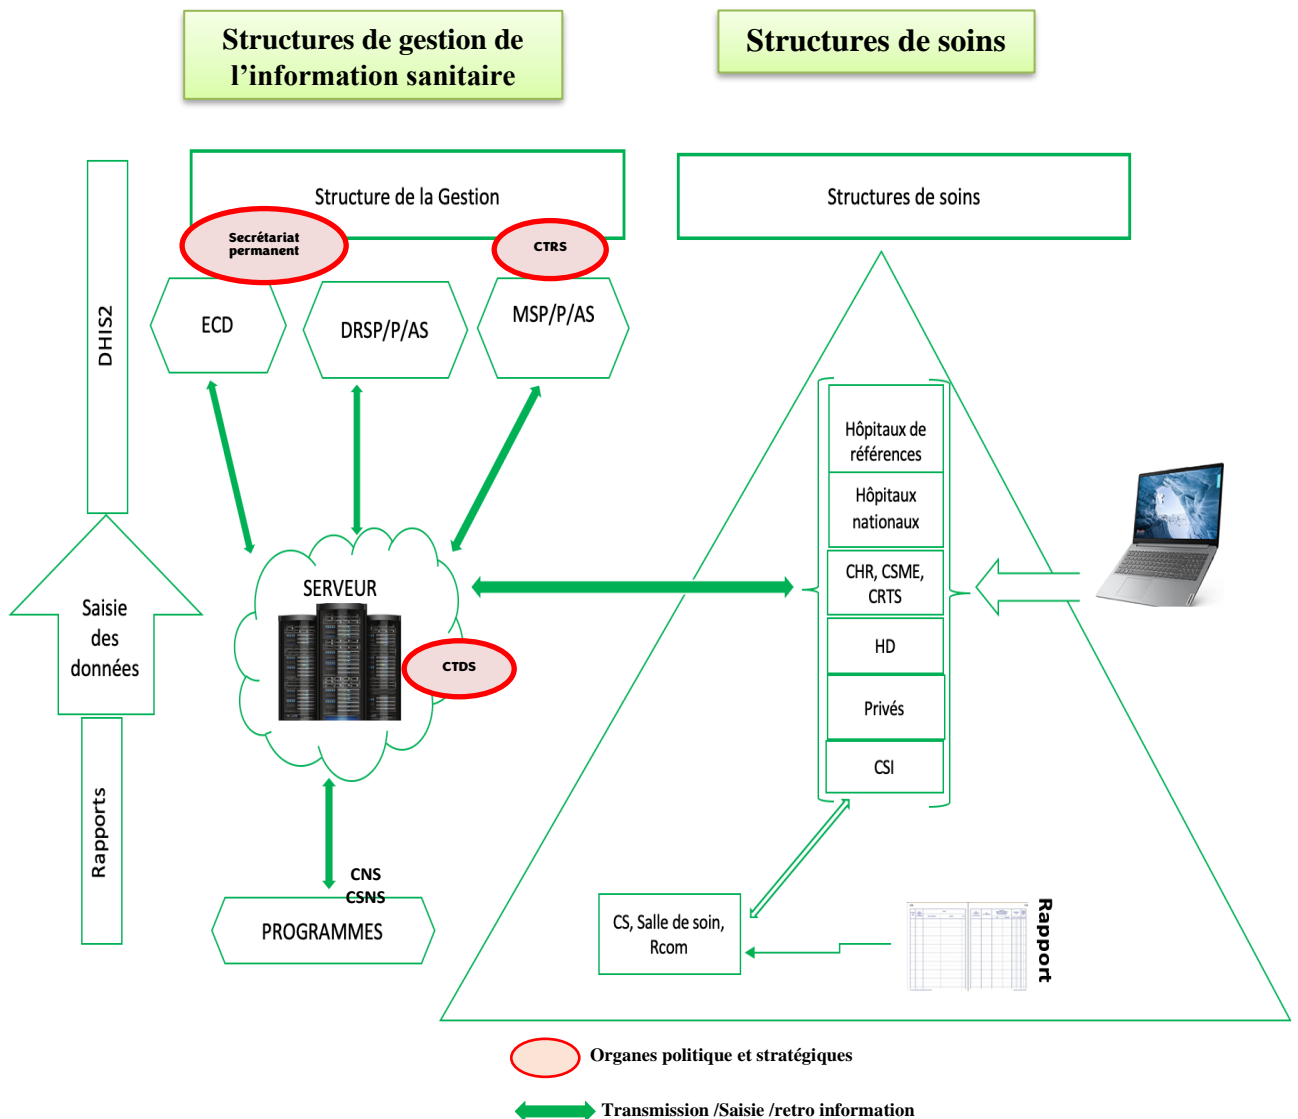 Structures de gestion de
l’information sanitaire
Structures de soins
Structure de la Gestion
Structures de soins
Secrétariat
permanent
CTRS
ECD
DRSP/P/AS
MSP/P/AS
DHIS2
Saisie
des
données
Rapports
SERVEUR
CTDS
CNS
CSNS
PROGRAMMES
Hôpitaux de
références
Hôpitaux
nationaux
CHR, CSME,
CRTS
HD
Privés
CSI
CS, Salle de soin,
Rcom
Rapport
Organes politique et stratégiques
Transmission /Saisie /retro information